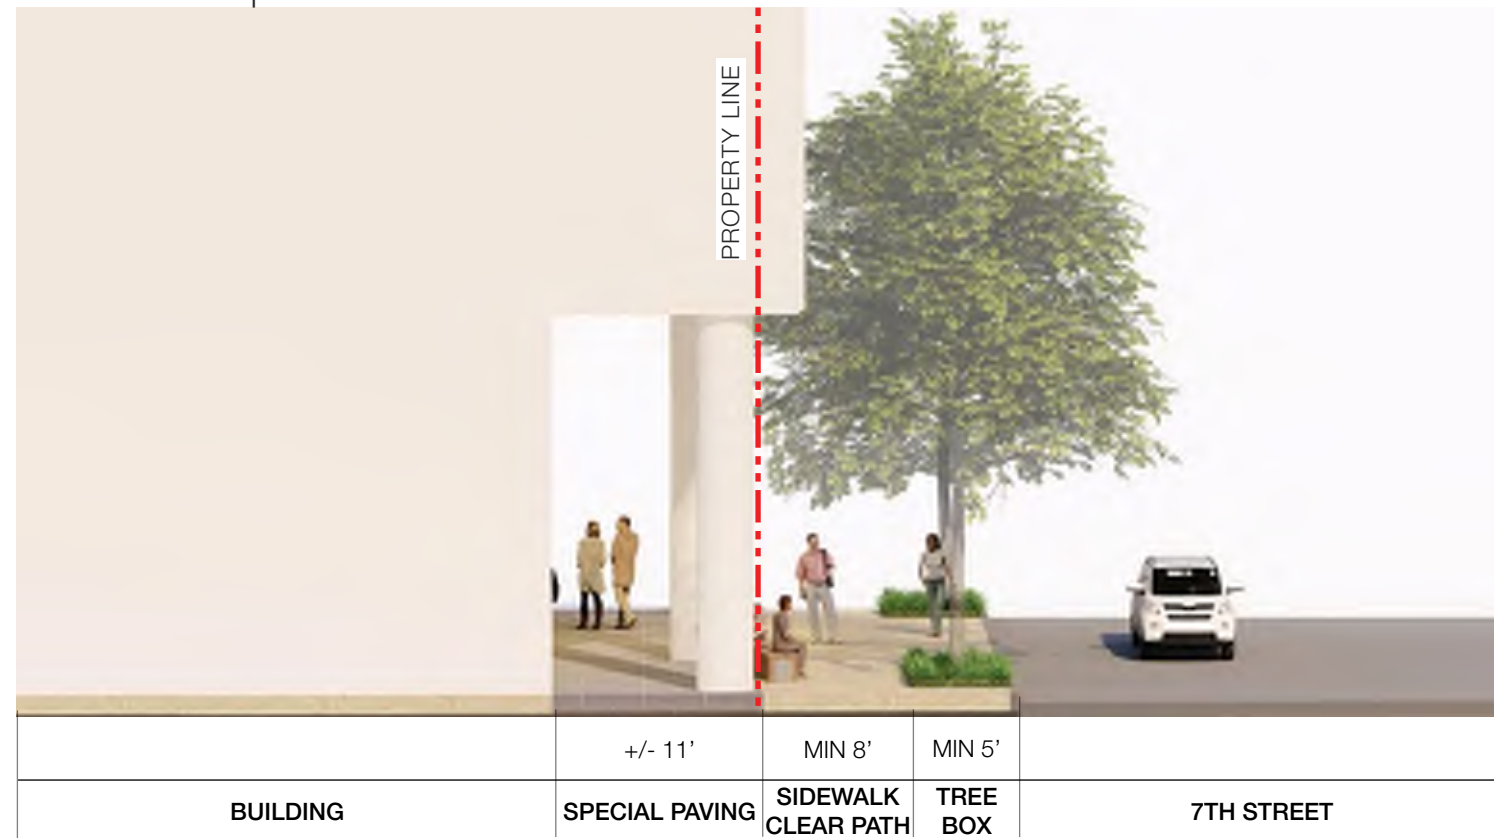 PROPERTY LINE
+/- 11’
MIN 8’
MIN 5’
BUILDING
SPECIAL PAVING
SIDEWALK
CLEAR PATH
TREE
BOX
7TH STREET